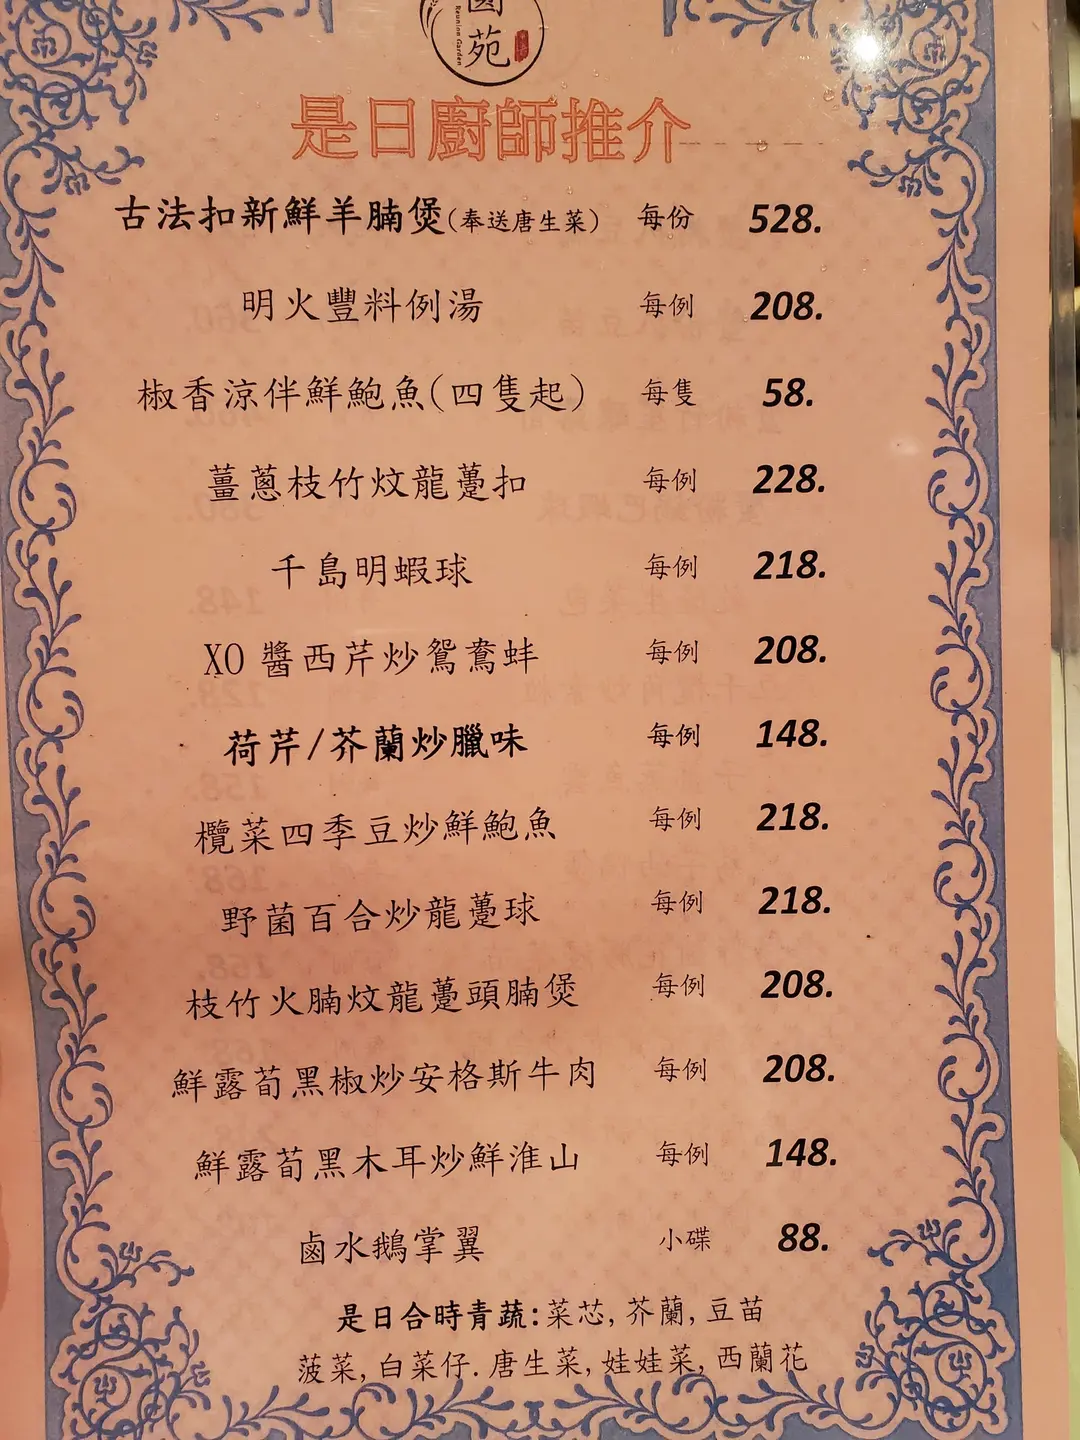 苑
Reunion Garden
是日廚師推介
古法扣新鮮羊腩煲(奉送唐生菜) 每份 528.
明火豐料例湯 每例 208.
椒香涼伴鮮鮑魚(四隻起) 每隻 58.
薑蔥枝竹炆龍躉扣 每例 228.
千島明蝦球 每例 218.
XO 醬西芹炒鴛鴦蚌 每例 208.
荷芹/芥蘭炒臘味 每例 148.
欖菜四季豆炒鮮鮑魚 每例 218.
野菌百合炒龍躉球 每例 218.
枝竹火腩炆龍躉頭腩煲 每例 208.
鮮露荀黑椒炒安格斯牛肉 每例 208.
鮮露荀黑木耳炒鮮淮山 每例 148.
鹵水鵝掌翼 小碟 88.
是日合時青蔬:菜芯, 芥蘭, 豆苗
菠菜, 白菜仔. 唐生菜, 娃娃菜, 西蘭花